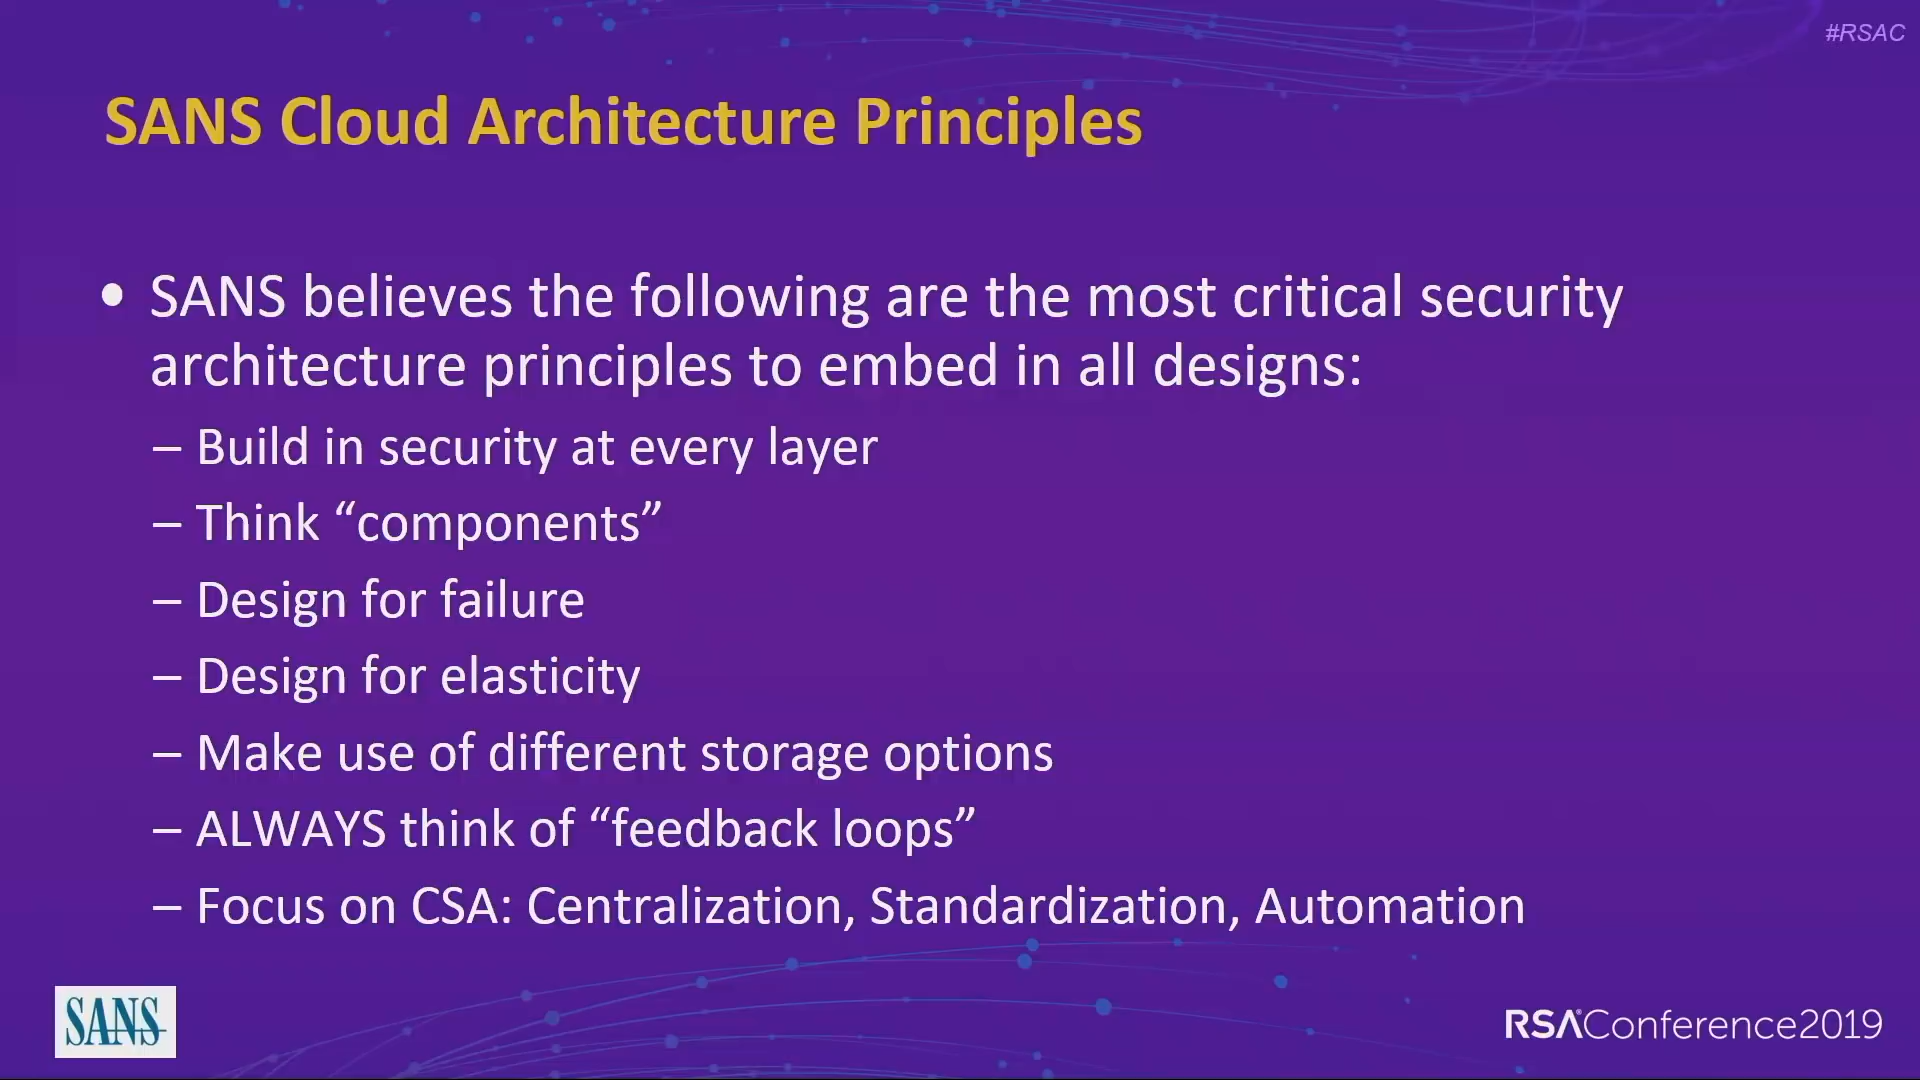 #RSAC
SANS Cloud Architecture Principles
• SANS believes the following are the most critical security
architecture principles to embed in all designs:
– Build in security at every layer
– Think “components”
– Design for failure
– Design for elasticity
– Make use of different storage options
– ALWAYS think of “feedback loops”
– Focus on CSA: Centralization, Standardization, Automation
SANS
RSA®Conference2019